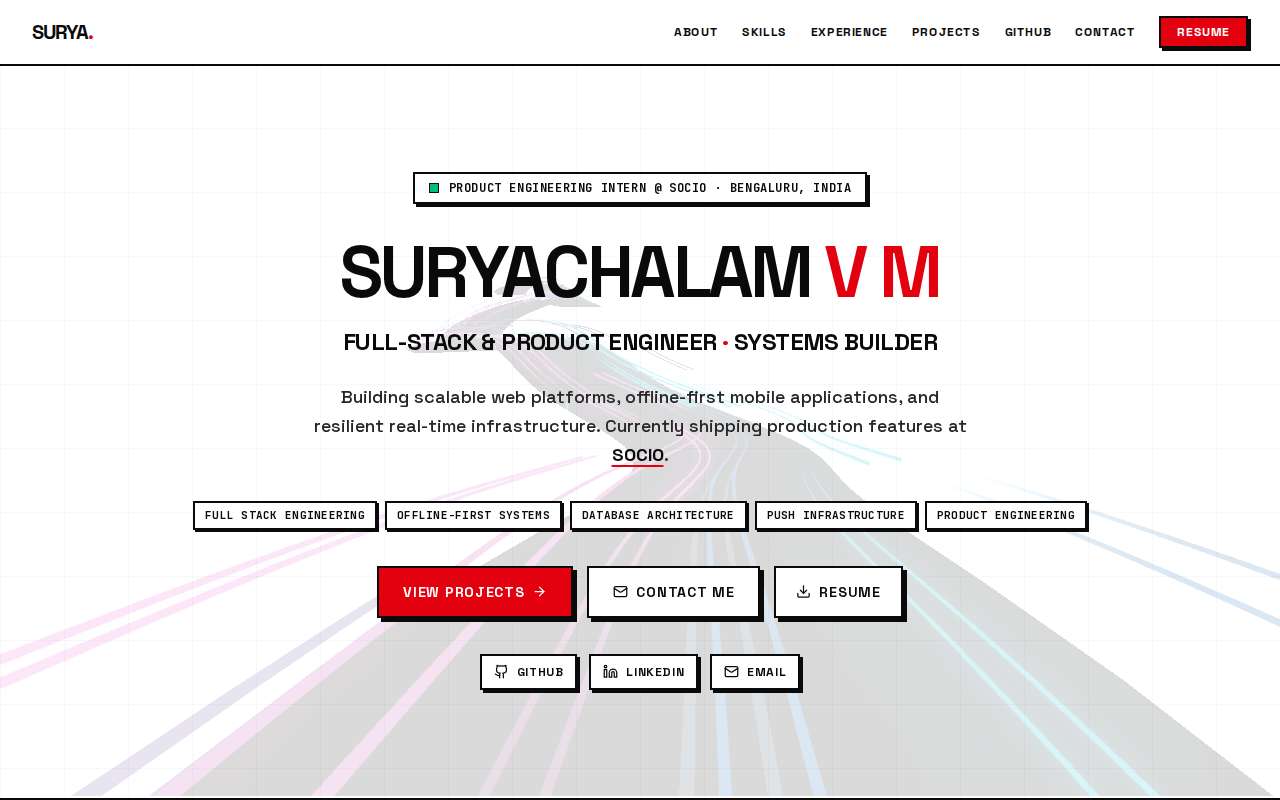 SURYA.
ABOUT
SKILLS
EXPERIENCE
PROJECTS
GITHUB
CONTACT
RESUME
PRODUCT ENGINEERING INTERN @ SOCIO · BENGALURU, INDIA
SURYACHALAM V M
FULL-STACK & PRODUCT ENGINEER · SYSTEMS BUILDER
Building scalable web platforms, offline-first mobile applications, and
resilient real-time infrastructure. Currently shipping production features at
SOCIO.
FULL STACK ENGINEERING
OFFLINE-FIRST SYSTEMS
DATABASE ARCHITECTURE
PUSH INFRASTRUCTURE
PRODUCT ENGINEERING
VIEW PROJECTS →
CONTACT ME
RESUME
GITHUB
LINKEDIN
EMAIL